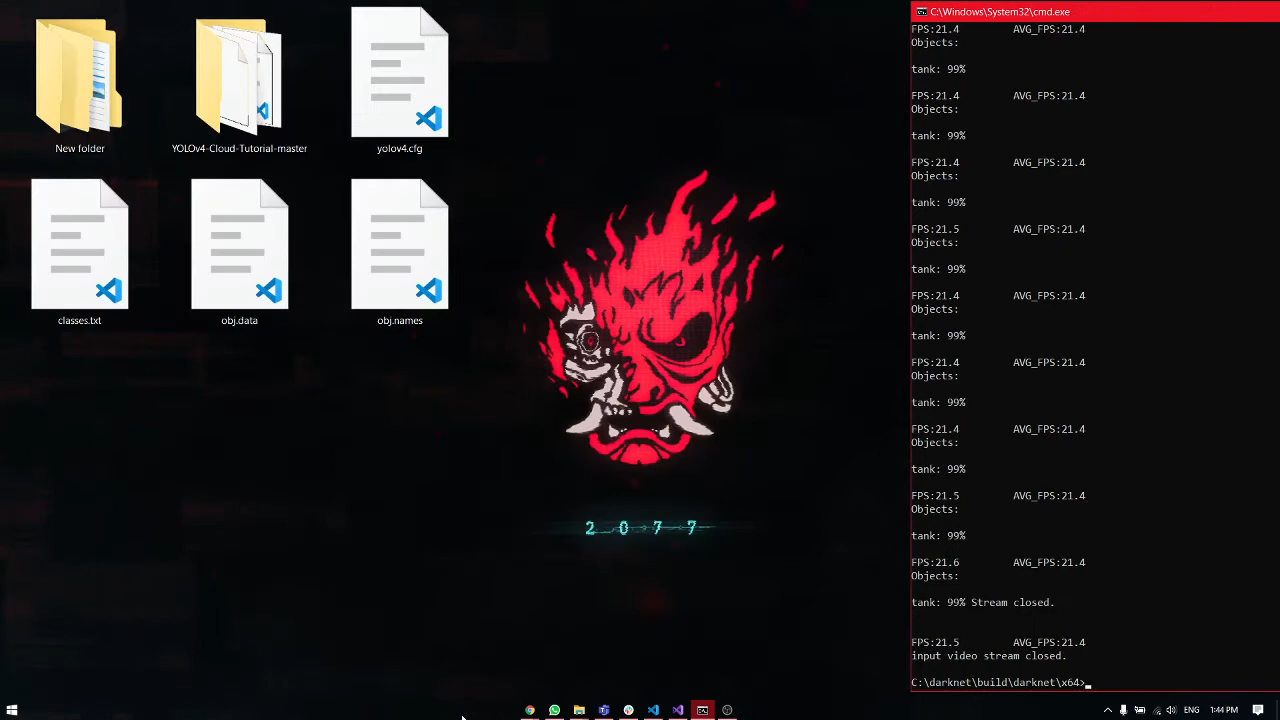 New folder
YOLOv4-Cloud-Tutorial-master
yolov4.cfg
classes.txt
obj.data
obj.names
2077
C:\Windows\System32\cmd.exe
FPS:21.4 AVG_FPS:21.4
Objects:
tank: 99%
FPS:21.4 AVG_FPS:21.4
Objects:
tank: 99%
FPS:21.4 AVG_FPS:21.4
Objects:
tank: 99%
FPS:21.5 AVG_FPS:21.4
Objects:
tank: 99%
FPS:21.4 AVG_FPS:21.4
Objects:
tank: 99%
FPS:21.4 AVG_FPS:21.4
Objects:
tank: 99%
FPS:21.4 AVG_FPS:21.4
Objects:
tank: 99%
FPS:21.5 AVG_FPS:21.4
Objects:
tank: 99%
FPS:21.6 AVG_FPS:21.4
Objects:
tank: 99% Stream closed.
FPS:21.5 AVG_FPS:21.4
input video stream closed.
C:\darknet\build\darknet\x64>
ENG 1:44 PM